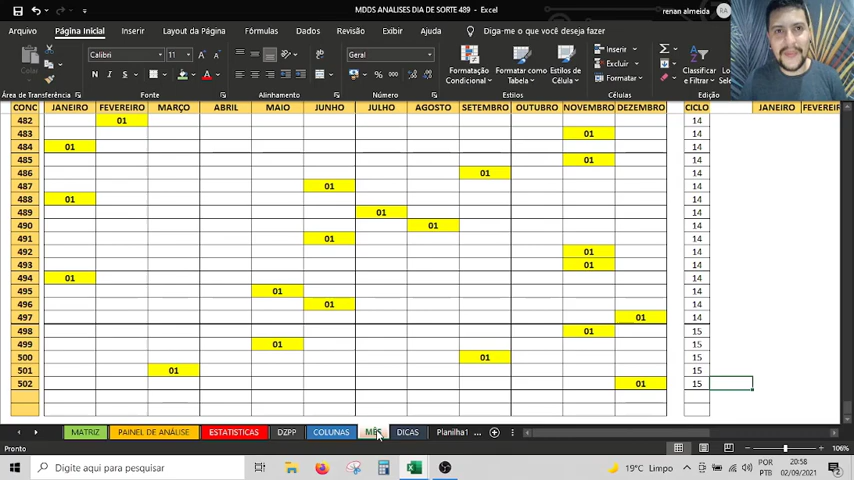 MDDS ANALISES DIA DE SORTE 489 - Excel
renan almeida
RA
Arquivo Página Inicial Inserir Layout da Página Fórmulas Dados Revisão Exibir Ajuda Diga-me o que você deseja fazer
Colar
Calibri 11
N I S
Geral
Formatação Condicional
Formatar como Tabela
Estilos de Célula
Inserir
Excluir
Formatar
Classificar e Filtrar
Área de Transferência Fonte Alinhamento Número Estilos Células Edição
CONC JANEIRO FEVEREIRO MARÇO ABRIL MAIO JUNHO JULHO AGOSTO SETEMBRO OUTUBRO NOVEMBRO DEZEMBRO CICLO JANEIRO FEVEREIR
482 01 14
483 01 14
484 01 14
485 01 14
486 01 14
487 01 14
488 01 14
489 01 14
490 01 14
491 01 14
492 01 14
493 01 14
494 01 14
495 01 14
496 01 14
497 01 14
498 01 15
499 01 15
500 01 15
501 01 15
502 01 15
MATRIZ PAINEL DE ANÁLISE ESTATISTICAS DZPP COLUNAS MÊS DICAS Planilha1 ...
Pronto
106%
Digite aqui para pesquisar
19°C Limpo
POR
PTB
20:58
02/09/2021
2